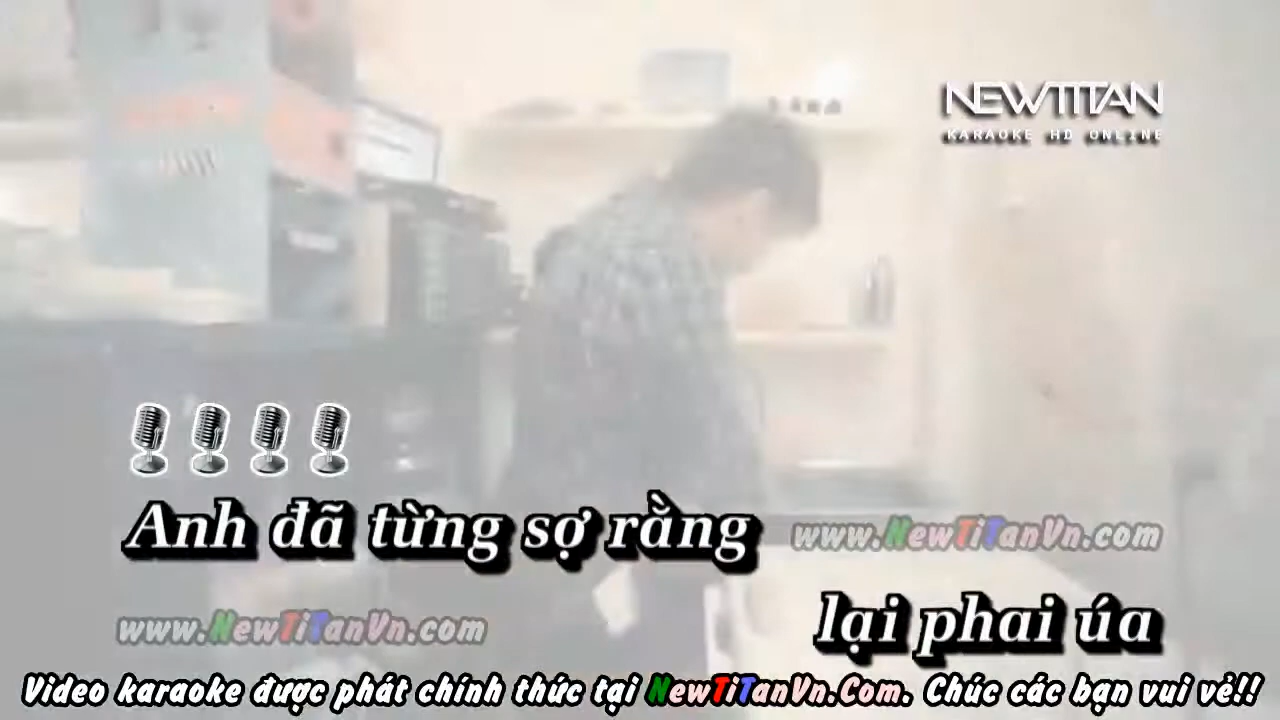 NEWTITAN
KARAOKE HD ONLINE
Anh đã từng sợ rằng
www.NewTiTanVn.com
lại phai úa
www.NewTiTanVn.com
Video karaoke được phát chính thức tại NewTiTanVn.Com. Chúc các bạn vui vẻ!!